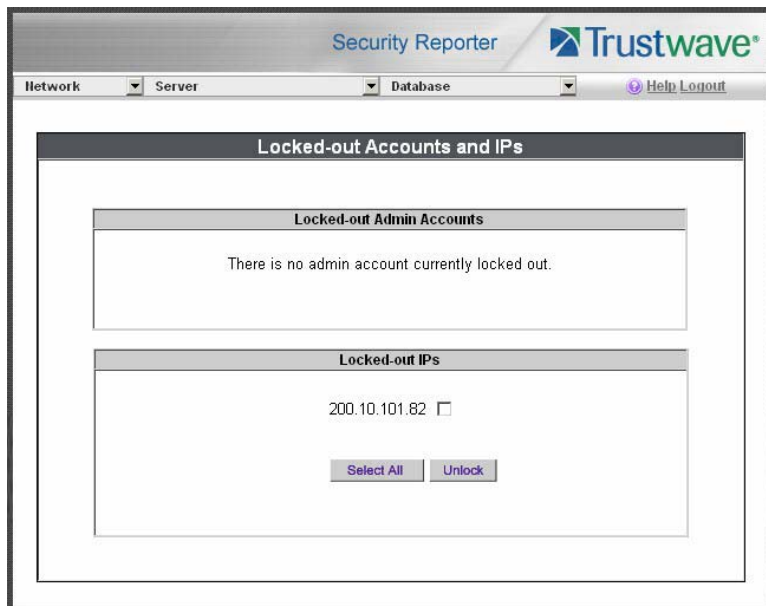 Security Reporter Trustwave®
Network Server Database Help Logout
Locked-out Accounts and IPs
Locked-out Admin Accounts
There is no admin account currently locked out.
Locked-out IPs
200.10.101.82
Select All Unlock